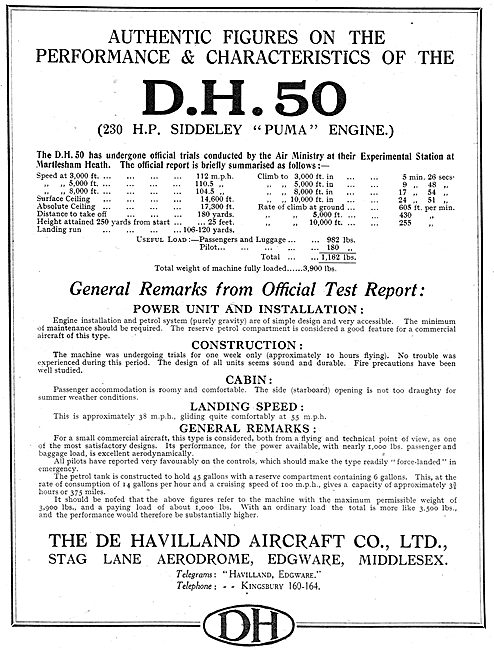 AUTHENTIC FIGURES ON THE
PERFORMANCE & CHARACTERISTICS OF THE
D.H. 50
(230 H.P. SIDDELEY "PUMA" ENGINE.)
The D.H. 50 has undergone official trials conducted by the Air Ministry at their Experimental Station at
Martlesham Heath. The official report is briefly summarised as follows:—
Speed at 3,000 ft. ... ... ... ... 112 m.p.h.
„ „ 5,000 ft. ... ... ... ... 110.5 „
„ „ 8,000 ft. ... ... ... ... 104.5 „
Surface Ceiling ... ... ... ... 14,600 ft.
Absolute Ceiling ... ... ... ... 17,300 ft.
Distance to take off ... ... ... 180 yards.
Height attained 250 yards from start ... ... 25 feet.
Landing run ... ... ... ... 106-120 yards.
Climb to 3,000 ft. in ... ... 5 min. 26 secs.
„ „ 5,000 ft. in ... ... 9 „ 48 „
„ „ 8,000 ft. in ... ... 17 „ 54 „
„ „ 10,000 ft. in ... ... 24 „ 51 „
Rate of climb at ground ... ... 605 ft. per min.
„ „ 5,000 ft. ... ... 430 „
„ „ 10,000 ft. ... ... 255 „
USEFUL LOAD:—Passengers and Luggage ... ... 982 lbs.
Pilot... ... ... ... 180 „
Total ... ... 1,162 lbs.
Total weight of machine fully loaded......3,900 lbs.
General Remarks from Official Test Report:
POWER UNIT AND INSTALLATION:
Engine installation and petrol system (purely gravity) are of simple design and very accessible. The minimum
of maintenance should be required. The reserve petrol compartment is considered a good feature for a commercial
aircraft of this type.
CONSTRUCTION:
The machine was undergoing trials for one week only (approximately 10 hours flying). No trouble was
experienced during this period. The design of all units seems sound and durable. Fire precautions have been
well studied.
CABIN:
Passenger accommodation is roomy and comfortable. The side (starboard) opening is not too draughty for
summer weather conditions.
LANDING SPEED:
This is approximately 38 m.p.h., gliding quite comfortably at 55 m.p.h.
GENERAL REMARKS:
For a small commercial aircraft, this type is considered, both from a flying and technical point of view, as one
of the most satisfactory designs. Its performance, for the power available, with nearly 1,000 lbs. passenger and
baggage load, is excellent aerodynamically.
All pilots have reported very favourably on the controls, which should make the type readily "force-landed" in
emergency.
The petrol tank is constructed to hold 45 gallons with a reserve compartment containing 6 gallons. This, at the
rate of consumption of 14 gallons per hour and a cruising speed of 100 m.p.h., gives a capacity of approximately 3¾
hours or 375 miles.
It should be noted that the above figures refer to the machine with the maximum permissible weight of
3,900 lbs., and a paying load of about 1,000 lbs. With an ordinary load the total is more like 3,500 lbs.,
and the performance would therefore be substantially higher.
THE DE HAVILLAND AIRCRAFT CO., LTD.,
STAG LANE AERODROME, EDGWARE, MIDDLESEX.
Telegrams: "HAVILLAND, EDGWARE."
Telephone: - - KINGSBURY 160-164.
DH